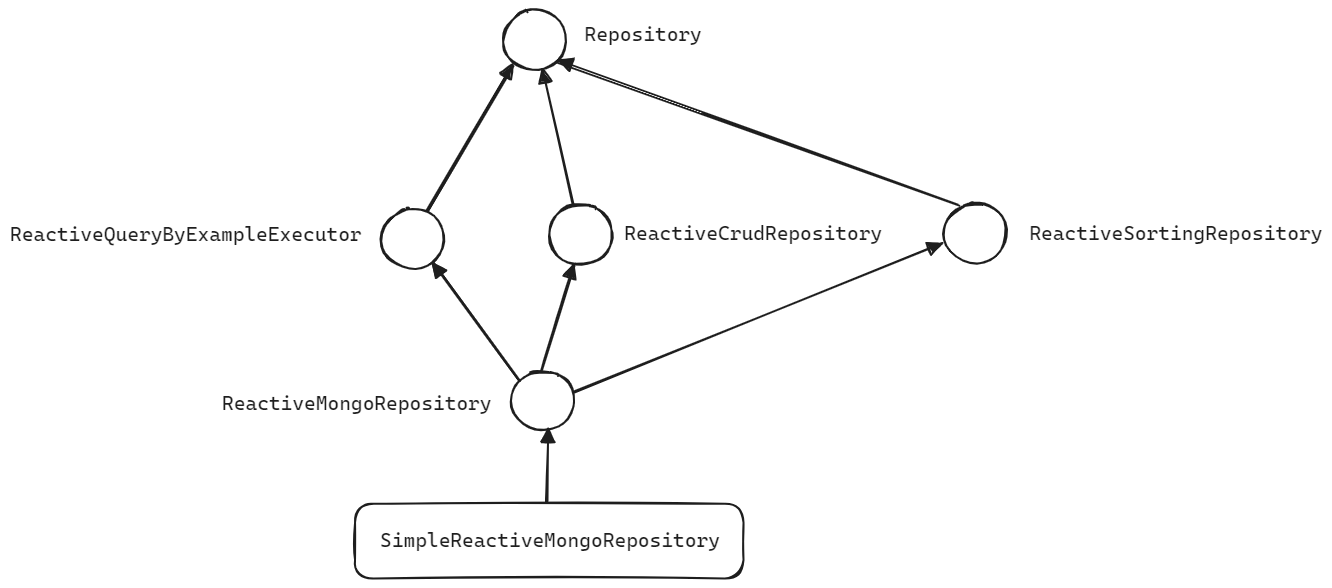 Repository
ReactiveQueryByExampleExecutor
ReactiveCrudRepository
ReactiveSortingRepository
ReactiveMongoRepository
SimpleReactiveMongoRepository